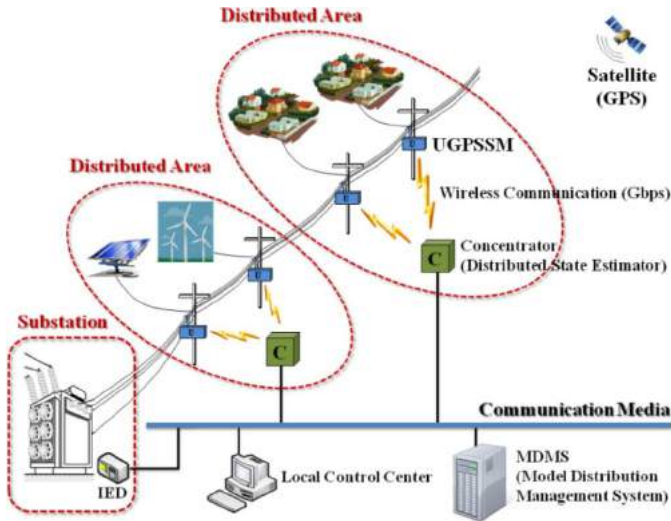 Distributed Area
Satellite
(GPS)
U
UGPSSM
Distributed Area
U
Wireless Communication (Gbps)
C
Concentrator
(Distributed State Estimator)
U
U
Substation
C
Communication Media
IED
Local Control Center
MDMS
(Model Distribution
Management System)